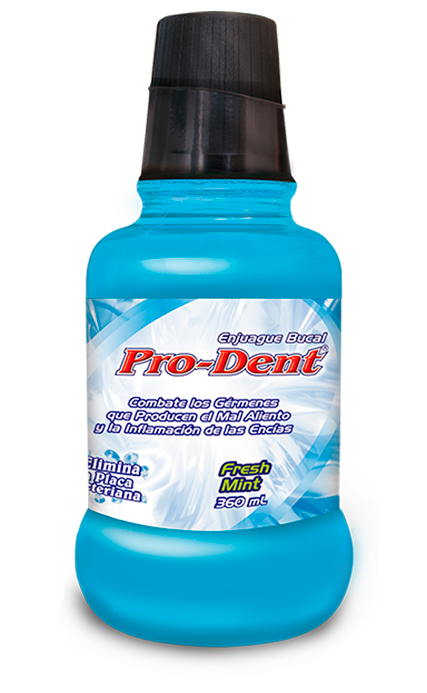 Enjuague Bucal
Pro-Dent®
Combate los Gérmenes
que Producen el Mal Aliento
y la Inflamación de las Encías
Elimina
Placa
Fresh
Mint
360 mL